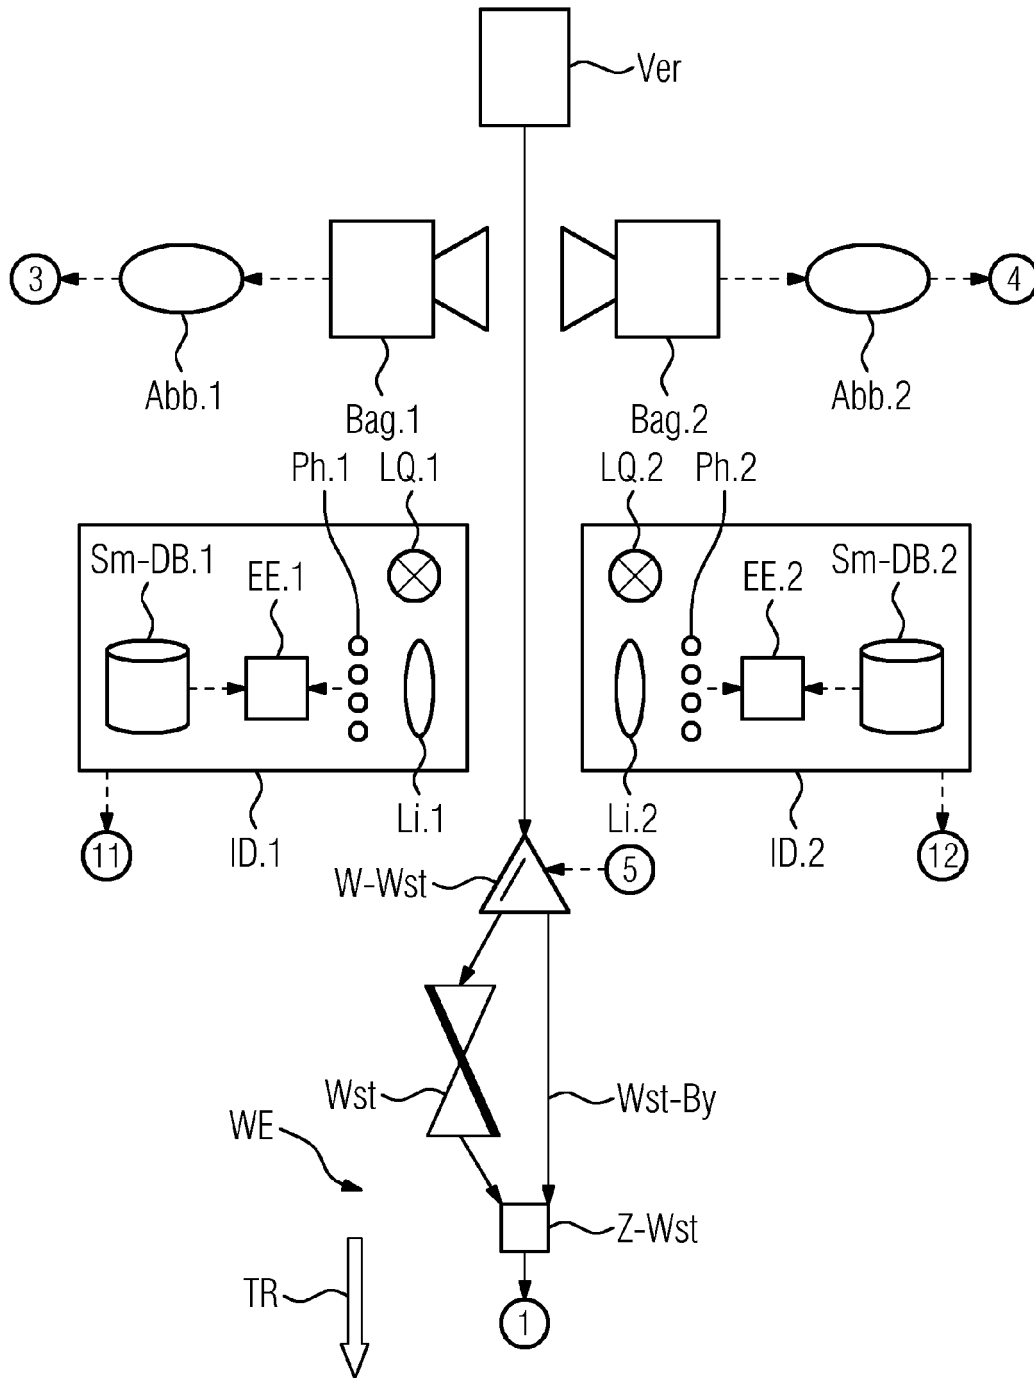 Ver
3
4
Abb.1
Bag.1
Bag.2
Abb.2
Ph.1 LQ.1
LQ.2 Ph.2
Sm-DB.1
EE.1
EE.2
Sm-DB.2
11
ID.1
Li.1
Li.2
ID.2
12
W-Wst
5
Wst
Wst-By
WE
Z-Wst
TR
1